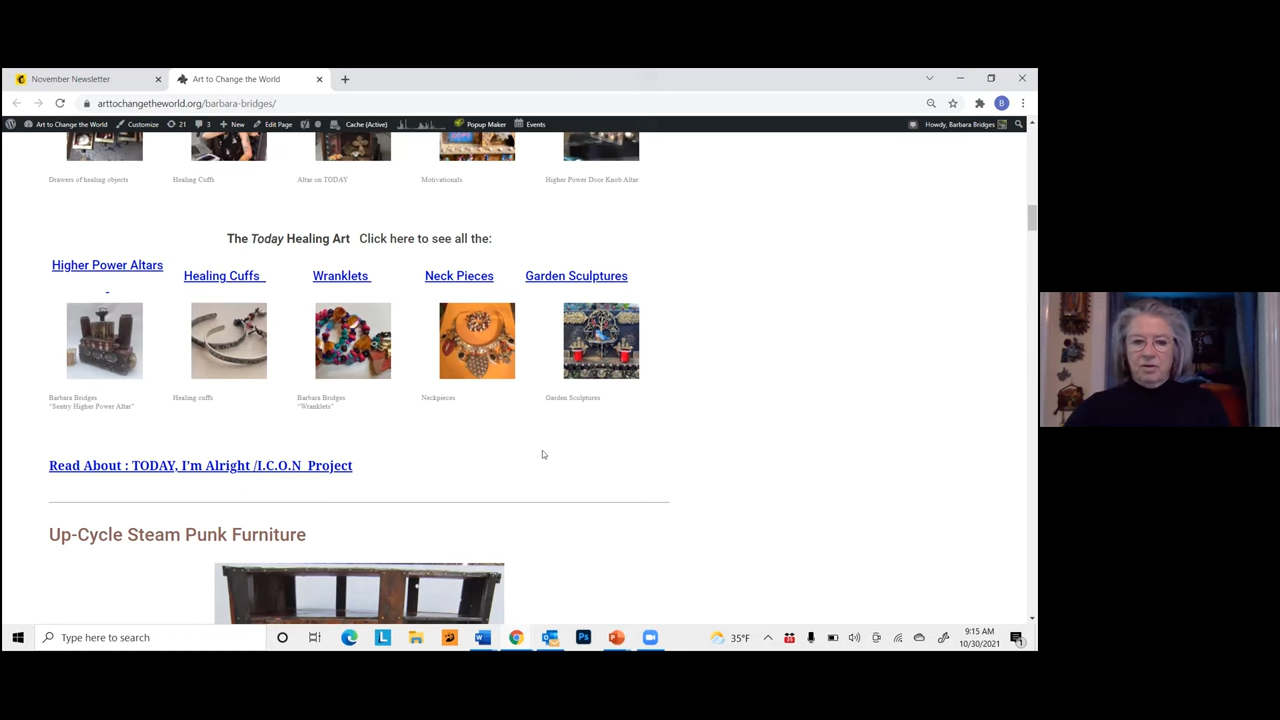 November Newsletter
Art to Change the World
arttochangetheworld.org/barbara-bridges/
B
Art to Change the World Customize 21 3 New Edit Page Cache (Active) Popup Maker Events Howdy, Barbara Bridges
Drawers of healing objects
Healing Cuffs
Altar on TODAY
Motivationals
Higher Power Door Knob Altar
The Today Healing Art Click here to see all the:
Higher Power Altars
Healing Cuffs
Wranklets
Neck Pieces
Garden Sculptures
Barbara Bridges
"Sentry Higher Power Altar"
Healing cuffs
Barbara Bridges
"Wranklets"
Neckpieces
Garden Sculptures
Read About : TODAY, I'm Alright /I.C.O.N Project
Up-Cycle Steam Punk Furniture
Type here to search
35°F
9:15 AM
10/30/2021